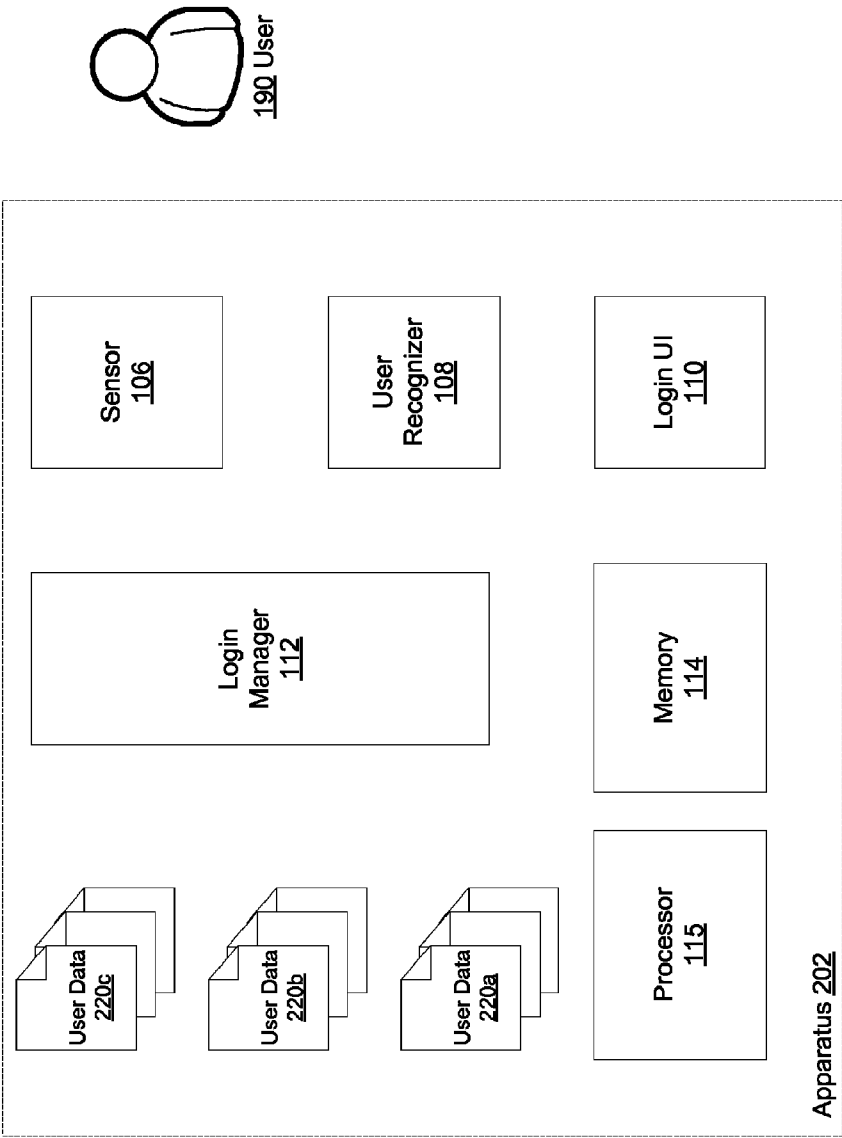 190 User
Sensor
106
User
Recognizer
108
Login UI
110
Login
Manager
112
Memory
114
User Data
220c
User Data
220b
User Data
220a
Processor
115
Apparatus 202